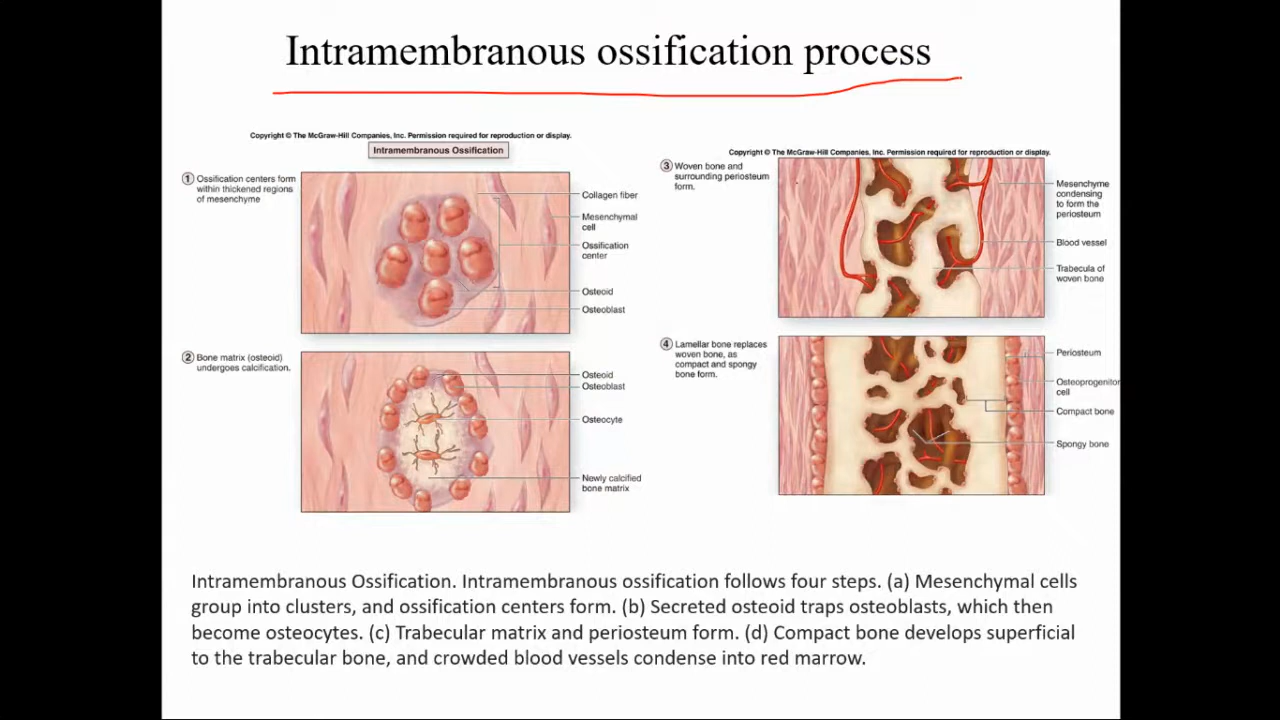 Intramembranous ossification process
Copyright © The McGraw-Hill Companies, Inc. Permission required for reproduction or display.
Intramembranous Ossification
1 Ossification centers form
within thickened regions
of mesenchyme
Collagen fiber
Mesenchymal
cell
Ossification
center
Osteoid
Osteoblast
2 Bone matrix (osteoid)
undergoes calcification.
Osteoid
Osteoblast
Osteocyte
Newly calcified
bone matrix
Copyright © The McGraw-Hill Companies, Inc. Permission required for reproduction or display.
3 Woven bone and
surrounding periosteum
form.
Mesenchyme
condensing
to form the
periosteum
Blood vessel
Trabecula of
woven bone
4 Lamellar bone replaces
woven bone, as
compact and spongy
bone form.
Periosteum
Osteoprogenitor
cell
Compact bone
Spongy bone
Intramembranous Ossification. Intramembranous ossification follows four steps. (a) Mesenchymal cells
group into clusters, and ossification centers form. (b) Secreted osteoid traps osteoblasts, which then
become osteocytes. (c) Trabecular matrix and periosteum form. (d) Compact bone develops superficial
to the trabecular bone, and crowded blood vessels condense into red marrow.